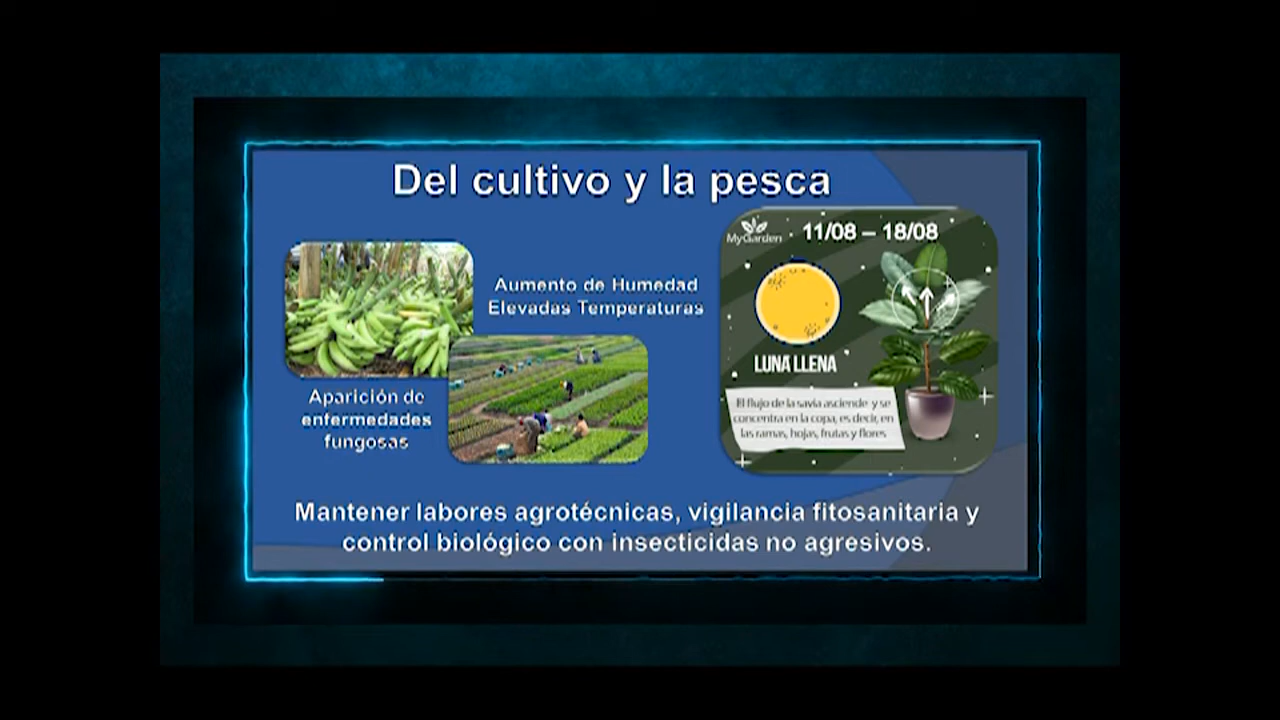 Del cultivo y la pesca
Aumento de Humedad
Elevadas Temperaturas
Aparición de
enfermedades
fungosas
MyGarden
11/08 – 18/08
LUNA LLENA
El flujo de la savia asciende y se
concentra en la copa, es decir, en
las ramas, hojas, frutas y flores
Mantener labores agrotécnicas, vigilancia fitosanitaria y
control biológico con insecticidas no agresivos.